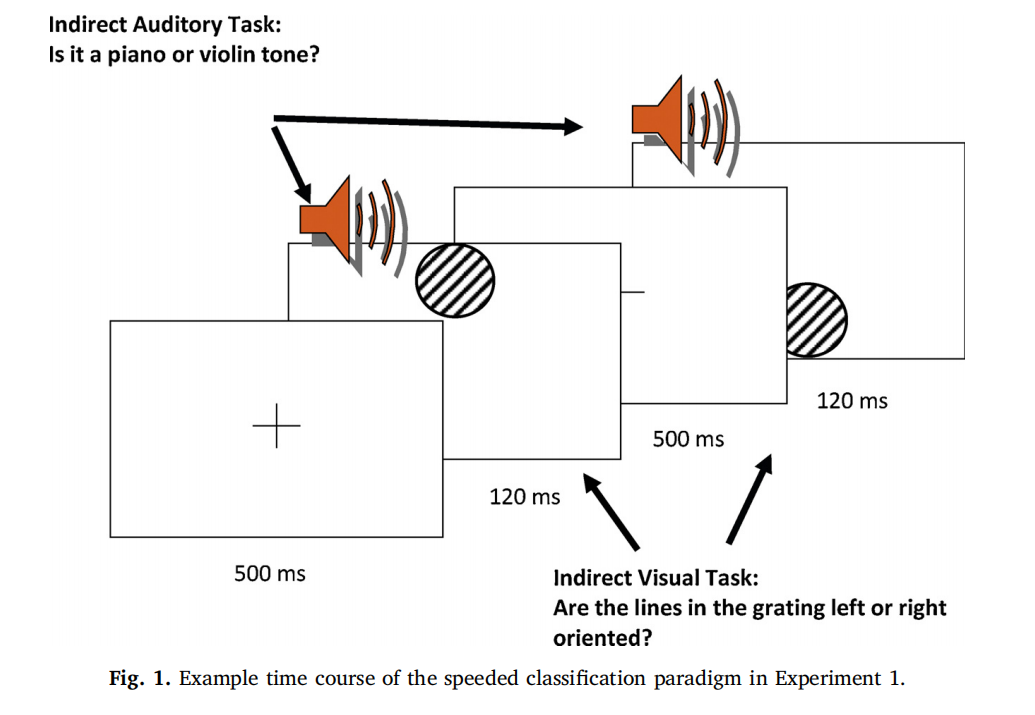 Indirect Auditory Task:
Is it a piano or violin tone?
120 ms
500 ms
120 ms
500 ms
Indirect Visual Task:
Are the lines in the grating left or right
oriented?
Fig. 1. Example time course of the speeded classification paradigm in Experiment 1.